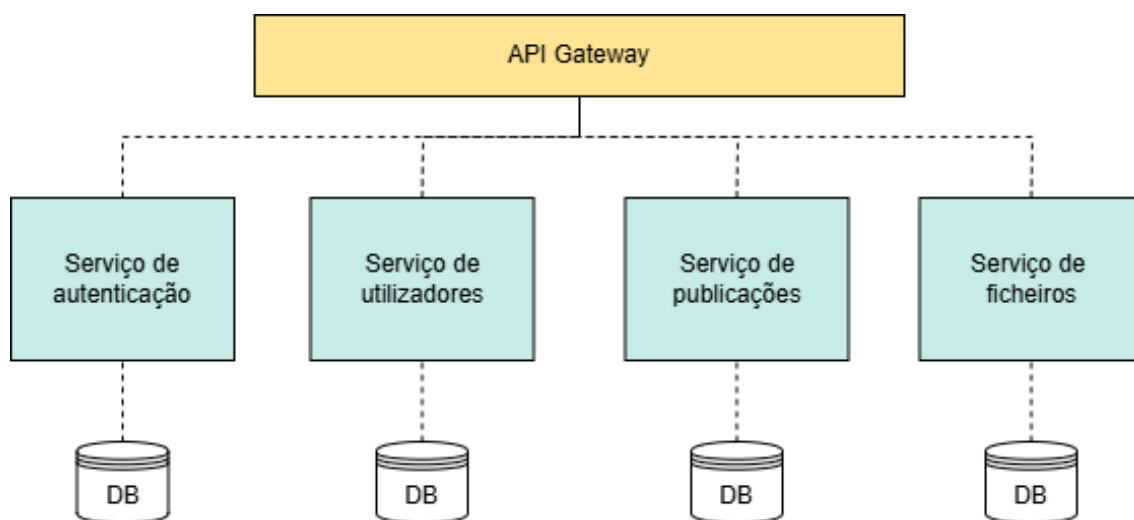 API Gateway
Serviço de
autenticação
Serviço de
utilizadores
Serviço de
publicações
Serviço de
ficheiros
DB
DB
DB
DB